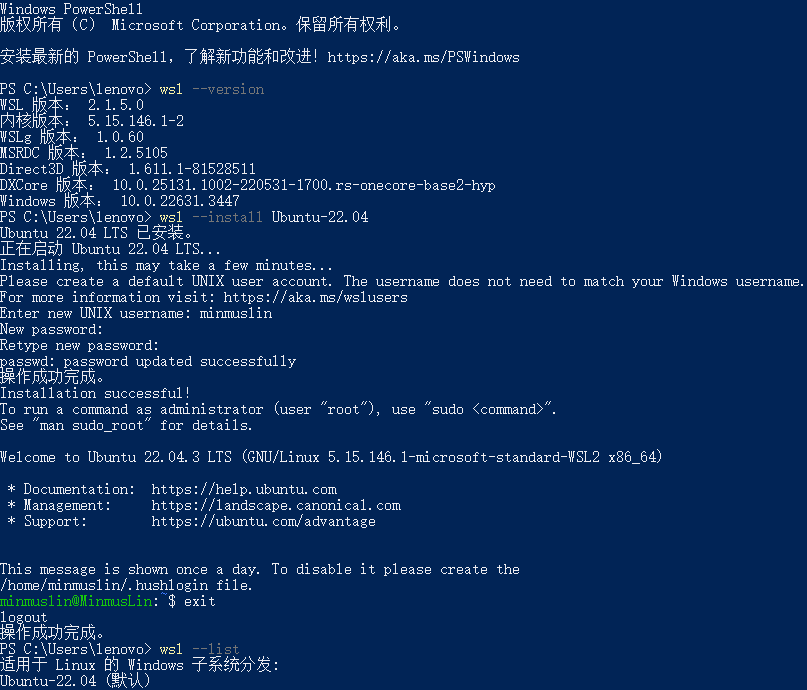 Windows PowerShell
版权所有 (C) Microsoft Corporation。保留所有权利。
安装最新的 PowerShell,了解新功能和改进!https://aka.ms/PSWindows
PS C:\Users\lenovo> wsl --version
WSL 版本: 2.1.5.0
内核版本: 5.15.146.1-2
WSLg 版本: 1.0.60
MSRDC 版本: 1.2.5105
Direct3D 版本: 1.611.1-81528511
DXCore 版本: 10.0.25131.1002-220531-1700.rs-onecore-base2-hyp
Windows 版本: 10.0.22631.3447
PS C:\Users\lenovo> wsl --install Ubuntu-22.04
Ubuntu 22.04 LTS 已安装。
正在启动 Ubuntu 22.04 LTS...
Installing, this may take a few minutes...
Please create a default UNIX user account. The username does not need to match your Windows username.
For more information visit: https://aka.ms/wslusers
Enter new UNIX username: minmuslin
New password:
Retype new password:
passwd: password updated successfully
操作成功完成。
Installation successful!
To run a command as administrator (user "root"), use "sudo <command>".
See "man sudo_root" for details.
Welcome to Ubuntu 22.04.3 LTS (GNU/Linux 5.15.146.1-microsoft-standard-WSL2 x86_64)
* Documentation: https://help.ubuntu.com
* Management: https://landscape.canonical.com
* Support: https://ubuntu.com/advantage
This message is shown once a day. To disable it please create the
/home/minmuslin/.hushlogin file.
minmuslin@MinmusLin:~$ exit
logout
操作成功完成。
PS C:\Users\lenovo> wsl --list
适用于 Linux 的 Windows 子系统分发:
Ubuntu-22.04 (默认)